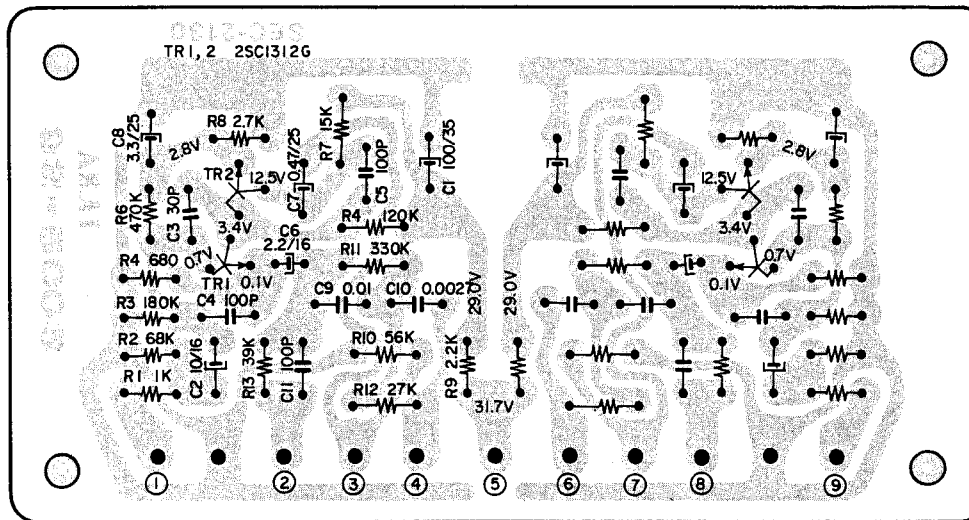 SEC-2130
TR1, 2 2SC1312G
C8 3.3/25
2.8V
R8 2.7K
TR2
12.5V
C7 0.47/25
R7 15K
C5 100P
C1 100/35
12.5V
2.8V
R6 470K
C3 30P
3.4V
C6 2.2/16
R4 120K
3.4V
R4 680
0.7V
TR1
0.1V
R11 330K
0.1V
0.7V
R3 180K
C4 100P
C9 0.01
C10 0.0027
29.0V
29.0V
R2 68K
R1 1K
C2 10/16
R13 39K
C11 100P
R10 56K
R12 27K
R9 2.2K
31.7V
1 2 3 4 5 6 7 8 9